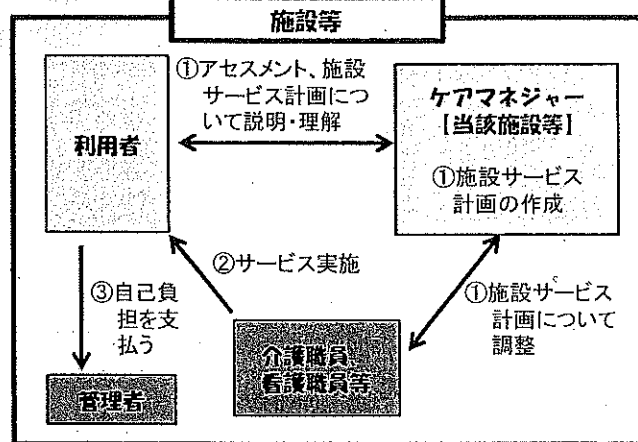 施設等
①アセスメント、施設
サービス計画につ
いて説明・理解
利用者
ケアマネジャー
【当該施設等】
①施設サービス
計画の作成
②サービス実施
③自己負
担を支
払う
①施設サービス
計画について
調整
介護職員
看護職員等
管理者